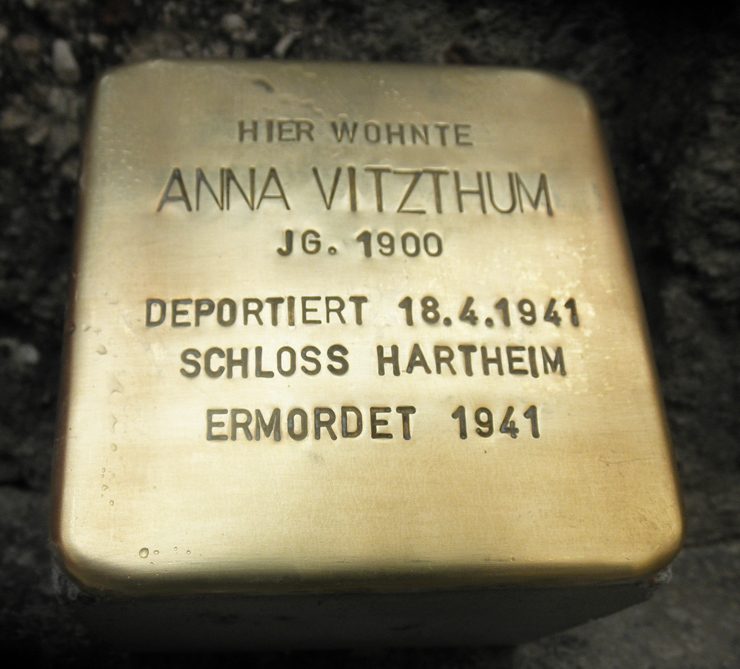 HIER WOHNTE
ANNA VITZTHUM
JG. 1900
DEPORTIERT 18.4.1941
SCHLOSS HARTHEIM
ERMORDET 1941